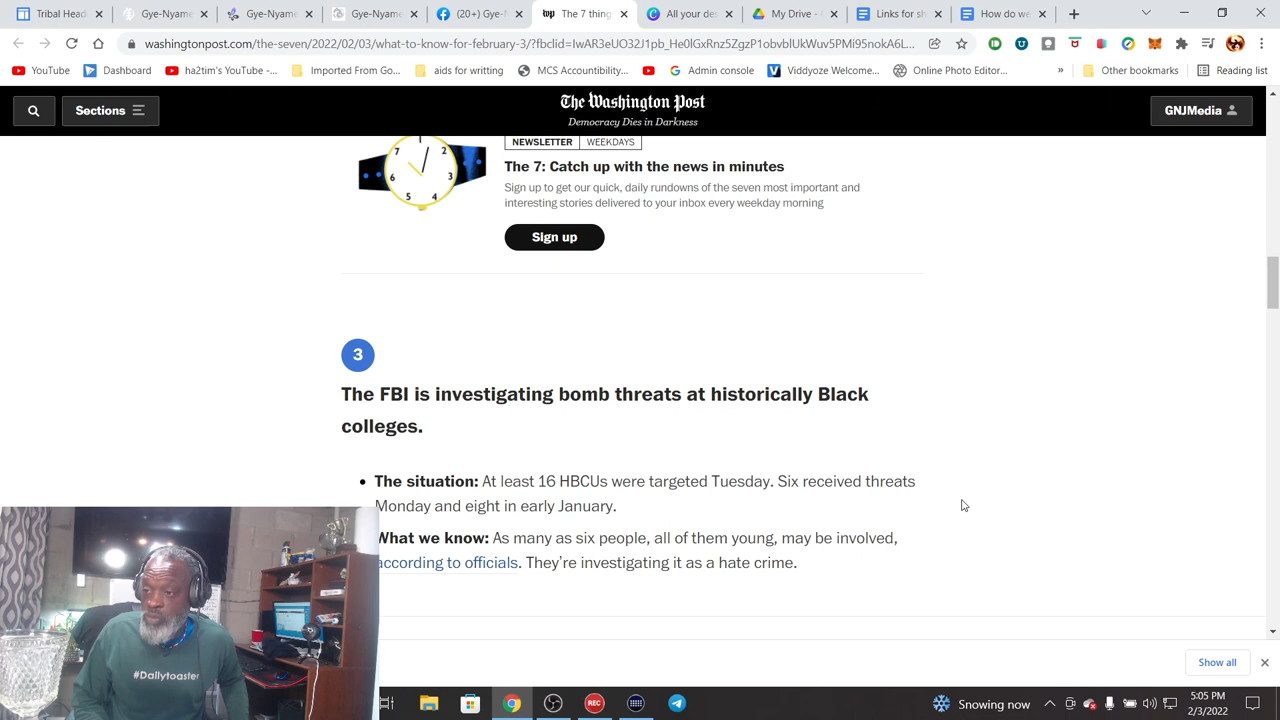 Tribal Head
Gye-Nyame
Gye-Nyame
Gye-Nyame
(20+) Gye-
The 7 thing
All your des
My Drive -
Links for sh
How do we
washingtonpost.com/the-seven/2022/02/03/what-to-know-for-february-3/?fbclid=IwAR3eUO32J1pb_He0lGxRnz5ZgzP1obyblUkWuv5PMi95nokA6L...
YouTube
Dashboard
ha2tim's YouTube -...
Imported From Go...
aids for writting
MCS Accountibility...
Admin console
Viddyoze Welcome...
Online Photo Editor...
»
Other bookmarks
Reading list
Sections
The Washington Post
Democracy Dies in Darkness
GNJMedia
NEWSLETTER WEEKDAYS
The 7: Catch up with the news in minutes
Sign up to get our quick, daily rundowns of the seven most important and
interesting stories delivered to your inbox every weekday morning
Sign up
3
The FBI is investigating bomb threats at historically Black
colleges.
• The situation: At least 16 HBCUs were targeted Tuesday. Six received threats
Monday and eight in early January.
What we know: As many as six people, all of them young, may be involved,
according to officials. They're investigating it as a hate crime.
#Dailytoaster
Show all
REC
Snowing now
5:05 PM
2/3/2022